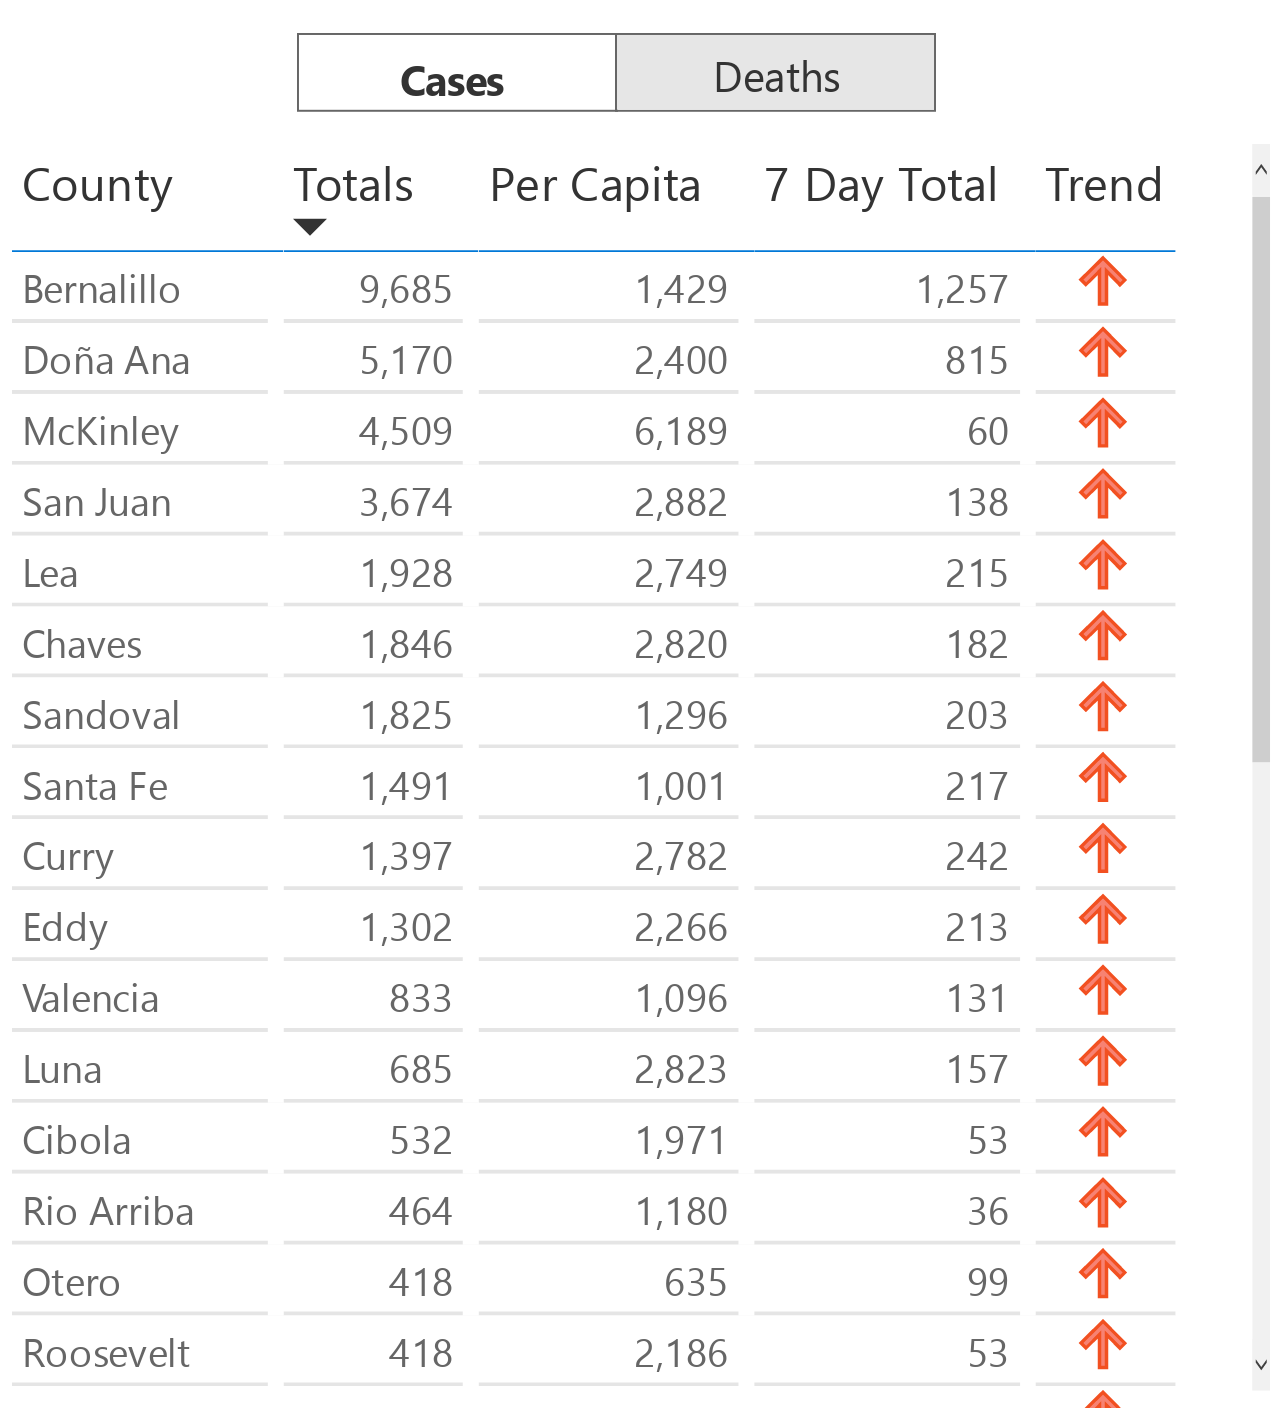 Cases Deaths
County Totals Per Capita 7 Day Total Trend
Bernalillo 9,685 1,429 1,257
Doña Ana 5,170 2,400 815
McKinley 4,509 6,189 60
San Juan 3,674 2,882 138
Lea 1,928 2,749 215
Chaves 1,846 2,820 182
Sandoval 1,825 1,296 203
Santa Fe 1,491 1,001 217
Curry 1,397 2,782 242
Eddy 1,302 2,266 213
Valencia 833 1,096 131
Luna 685 2,823 157
Cibola 532 1,971 53
Rio Arriba 464 1,180 36
Otero 418 635 99
Roosevelt 418 2,186 53